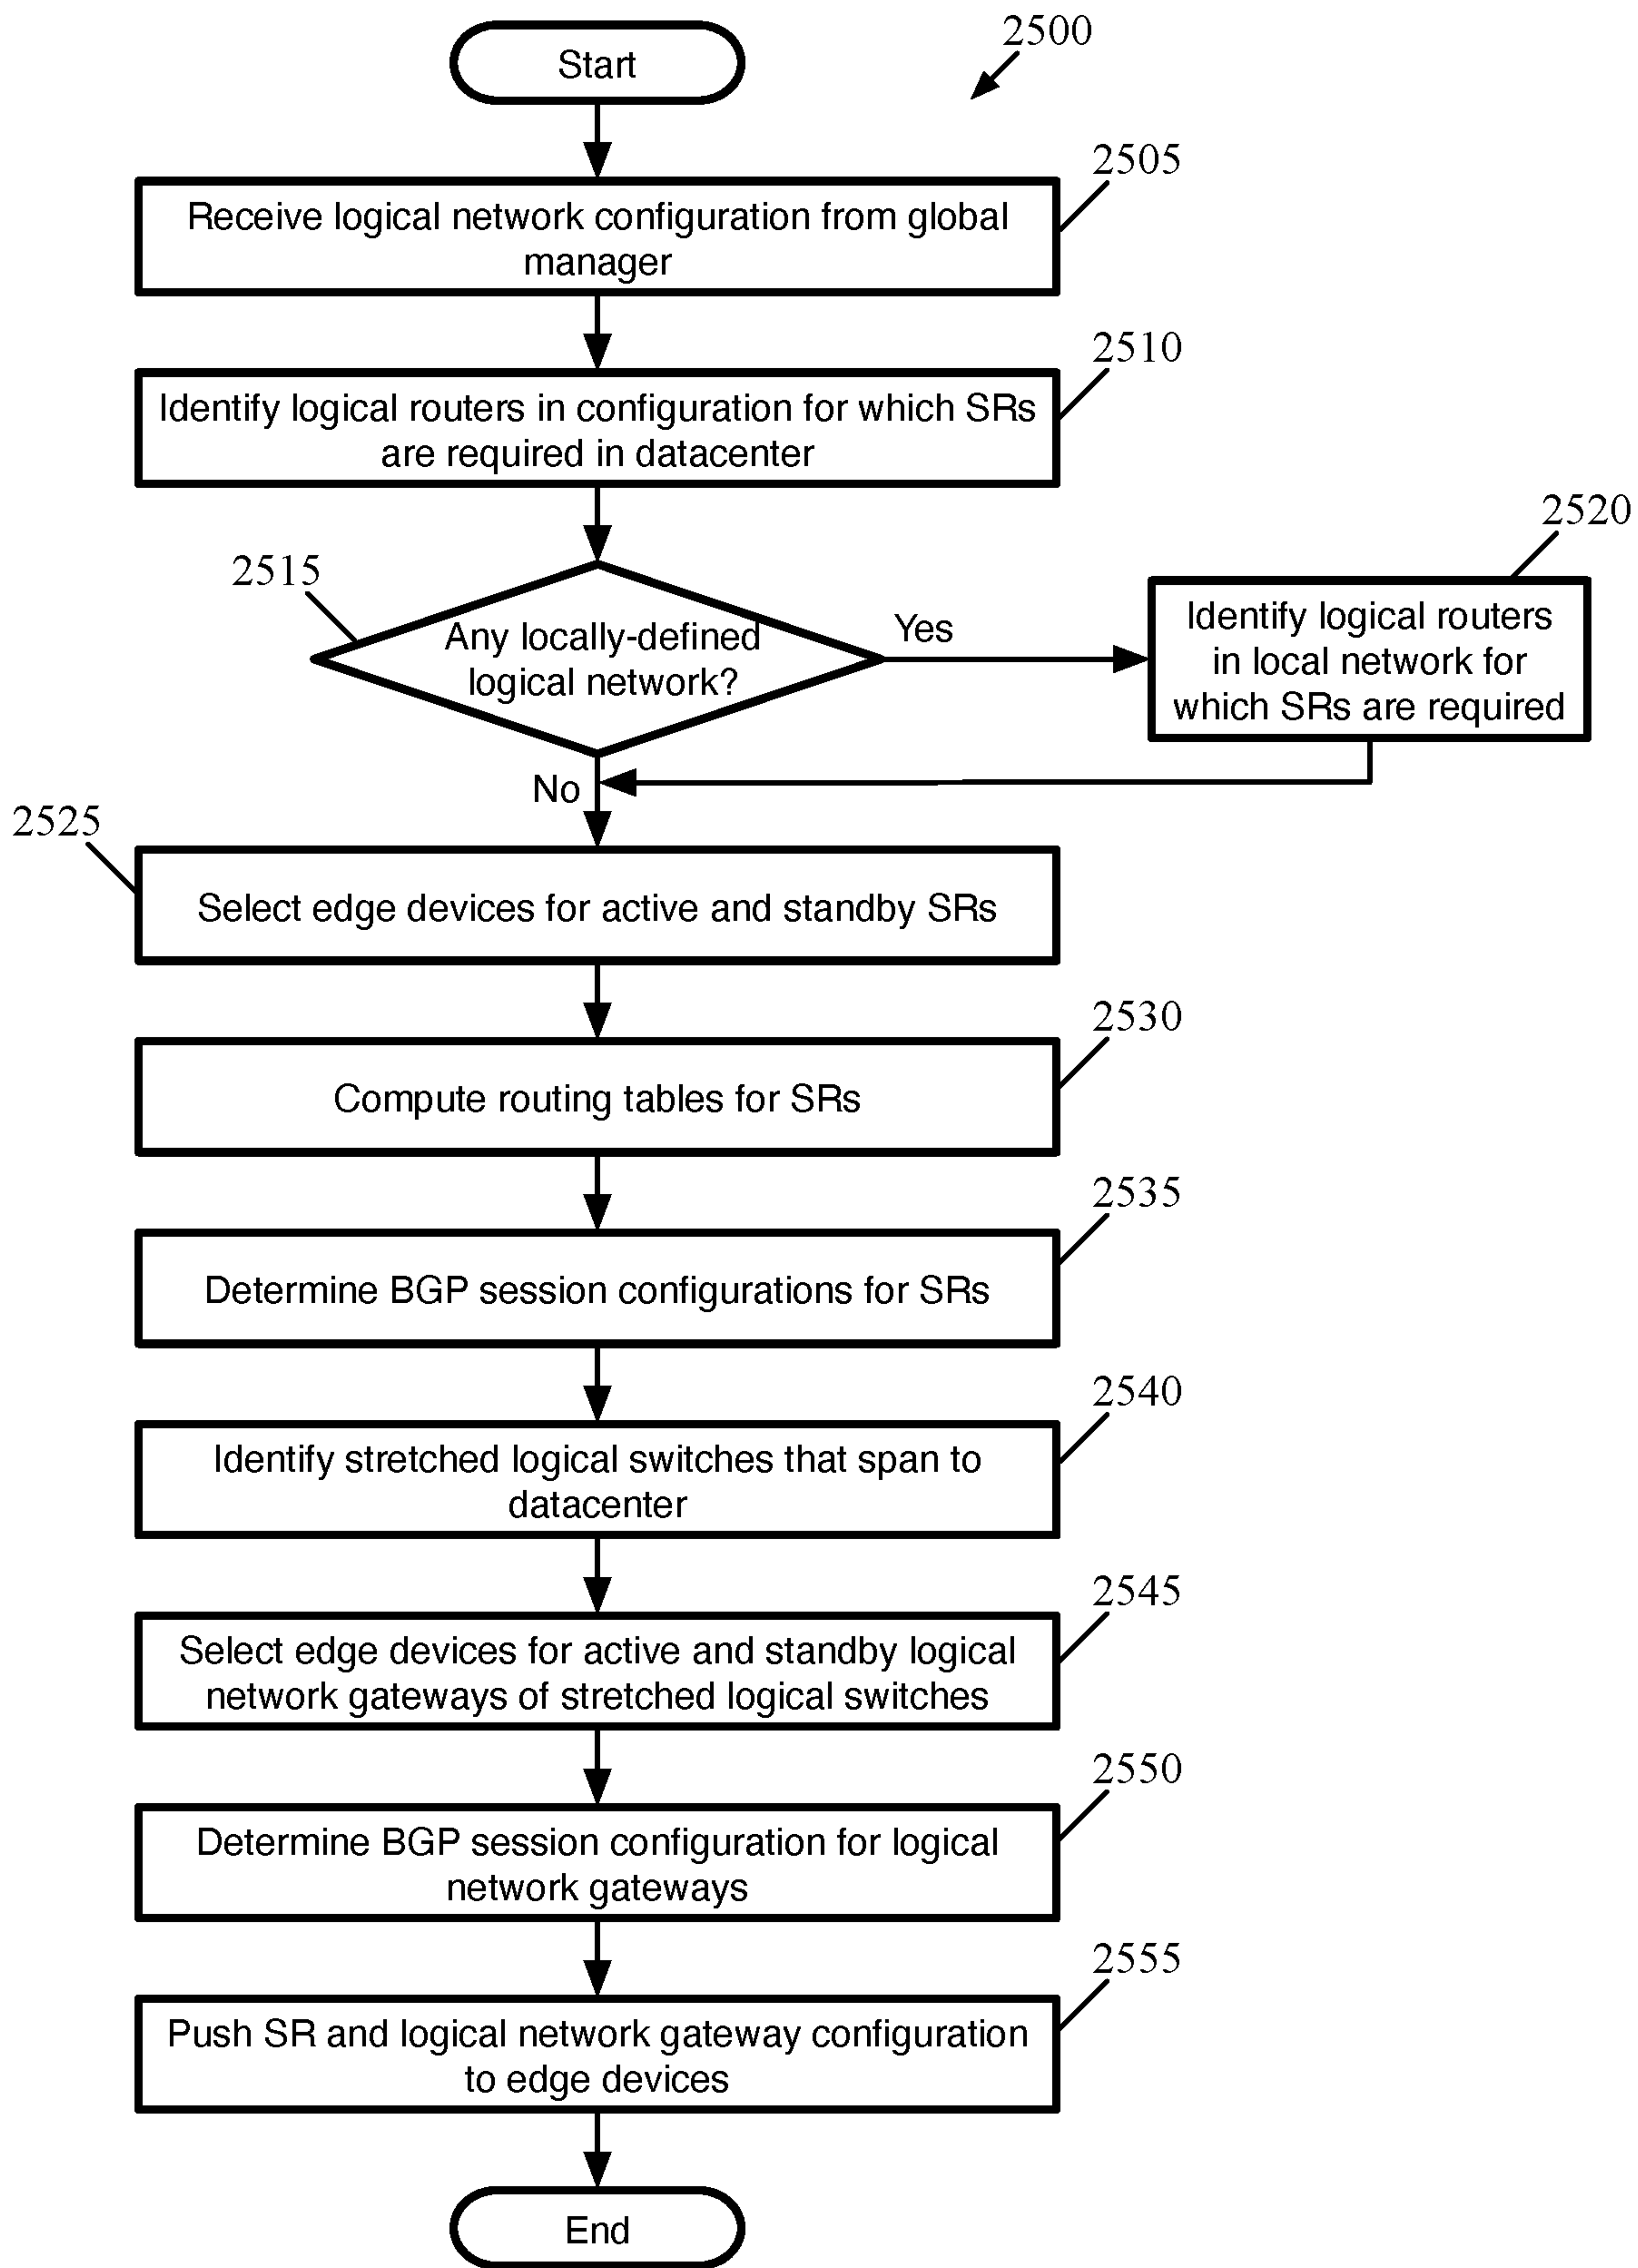 Start
2500
2505
Receive logical network configuration from global
manager
2510
Identify logical routers in configuration for which SRs
are required in datacenter
2515
Any locally-defined
logical network?
Yes
2520
Identify logical routers
in local network for
which SRs are required
No
2525
Select edge devices for active and standby SRs
2530
Compute routing tables for SRs
2535
Determine BGP session configurations for SRs
2540
Identify stretched logical switches that span to
datacenter
2545
Select edge devices for active and standby logical
network gateways of stretched logical switches
2550
Determine BGP session configuration for logical
network gateways
2555
Push SR and logical network gateway configuration
to edge devices
End